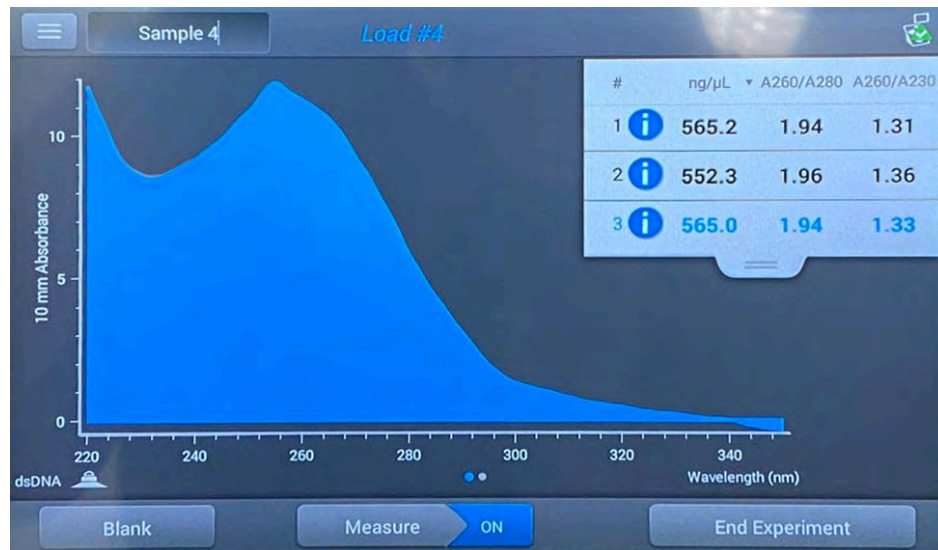 Sample 4
Load #4
# ng/µL ▼ A260/A280 A260/A230
1 i 565.2 1.94 1.31
2 i 552.3 1.96 1.36
3 i 565.0 1.94 1.33
10 mm Absorbance
10
5
0
220 240 260 280 300 320 340
dsDNA
Wavelength (nm)
Blank
Measure ON
End Experiment